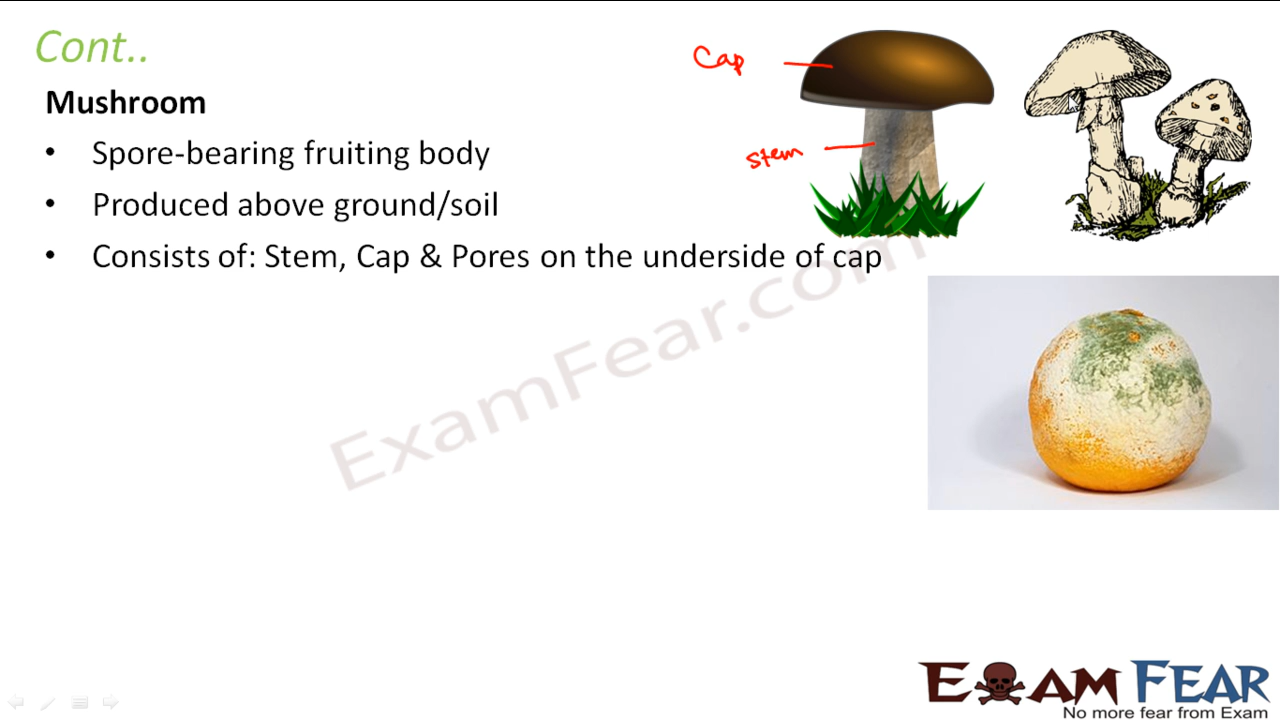 Cont..
Mushroom
• Spore-bearing fruiting body
• Produced above ground/soil
• Consists of: Stem, Cap & Pores on the underside of cap
Cap
Stem
ExamFear.com
EXAM FEAR
No more fear from Exam